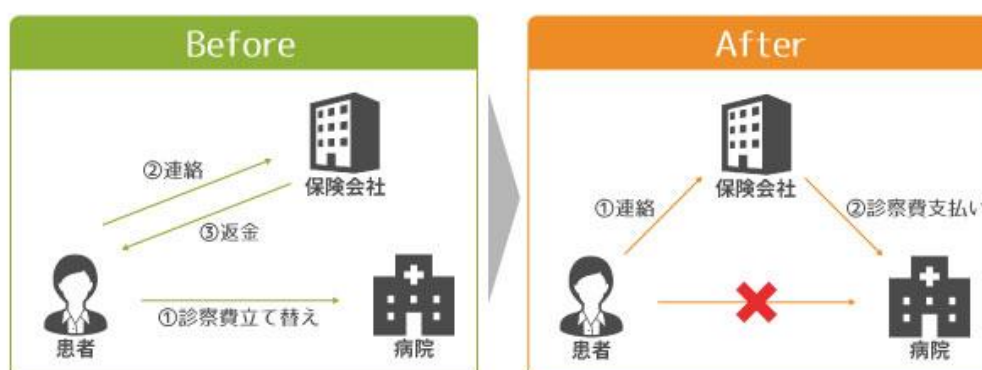 Before
保険会社
②連絡
③返金
①診察費立て替え
患者
病院
After
保険会社
①連絡
②診察費支払い
患者
病院